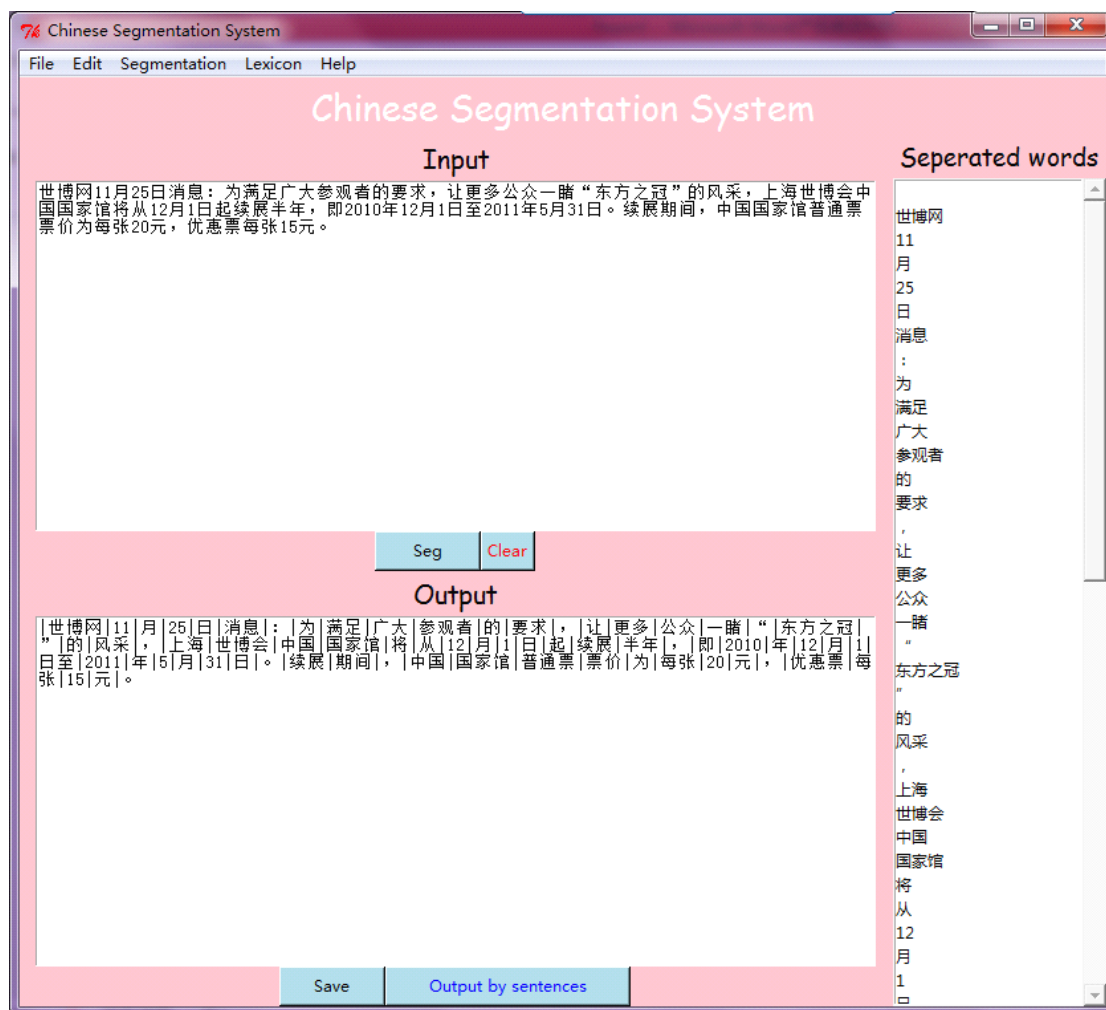 Chinese Segmentation System
File Edit Segmentation Lexicon Help
Chinese Segmentation System
Input
世博网11月25日消息：为满足广大参观者的要求，让更多公众一睹“东方之冠”的风采，上海世博会中
国国家馆将从12月1日起续展半年，即2010年12月1日至2011年5月31日。续展期间，中国国家馆普通票
票价为每张20元，优惠票每张15元。
Seg
Clear
Output
|世博网|11|月|25|日|消息|：|为|满足|广大|参观者|的|要求|，|让|更多|公众|一睹|“|东方之冠|
”|的|风采|，|上海|世博会|中国|国家馆|将|从|12|月|1|日|起|续展|半年|，|即|2010|年|12|月|1|
日至|2011|年|5|月|31|日|。|续展|期间|，|中国|国家馆|普通票|票价|为|每张|20|元|，|优惠票|每
张|15|元|。
Save
Output by sentences
Seperated words
世博网
11
月
25
日
消息
：
为
满足
广大
参观者
的
要求
，
让
更多
公众
一睹
“
东方之冠
”
的
风采
，
上海
世博会
中国
国家馆
将
从
12
月
1